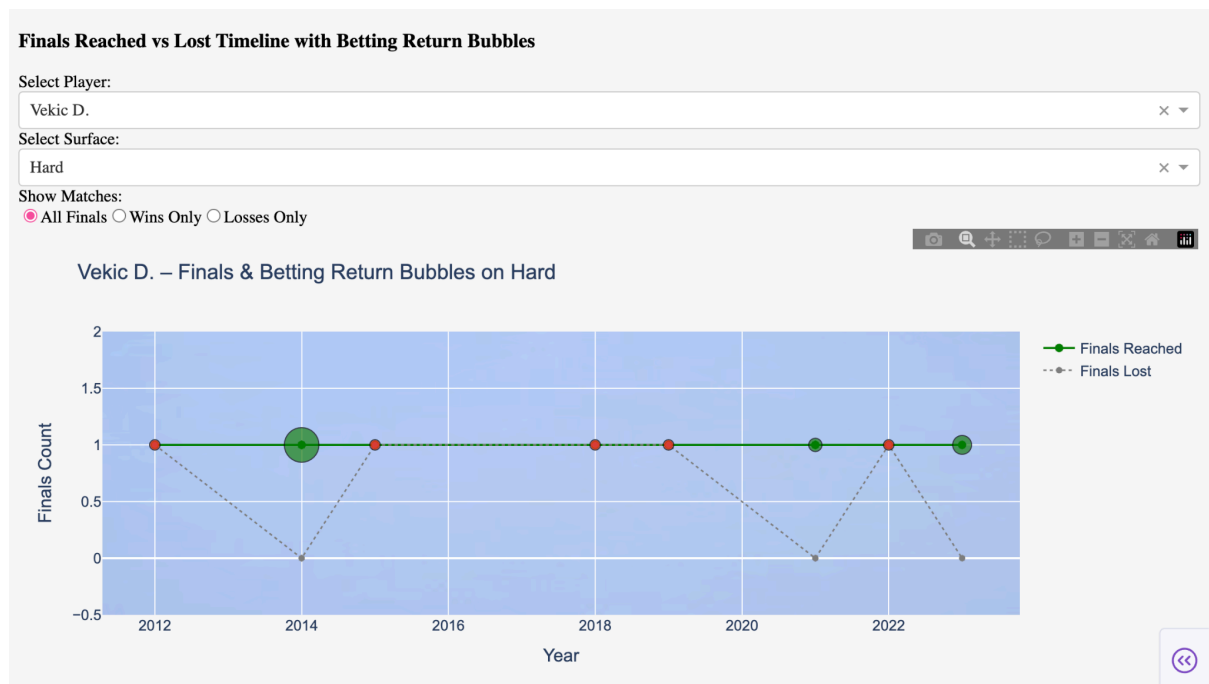 Finals Reached vs Lost Timeline with Betting Return Bubbles
Select Player:
Vekic D.
Select Surface:
Hard
Show Matches:
All Finals Wins Only Losses Only
Vekic D. – Finals & Betting Return Bubbles on Hard
Finals Reached
Finals Lost
Finals Count
2
1.5
1
0.5
0
−0.5
2012 2014 2016 2018 2020 2022
Year